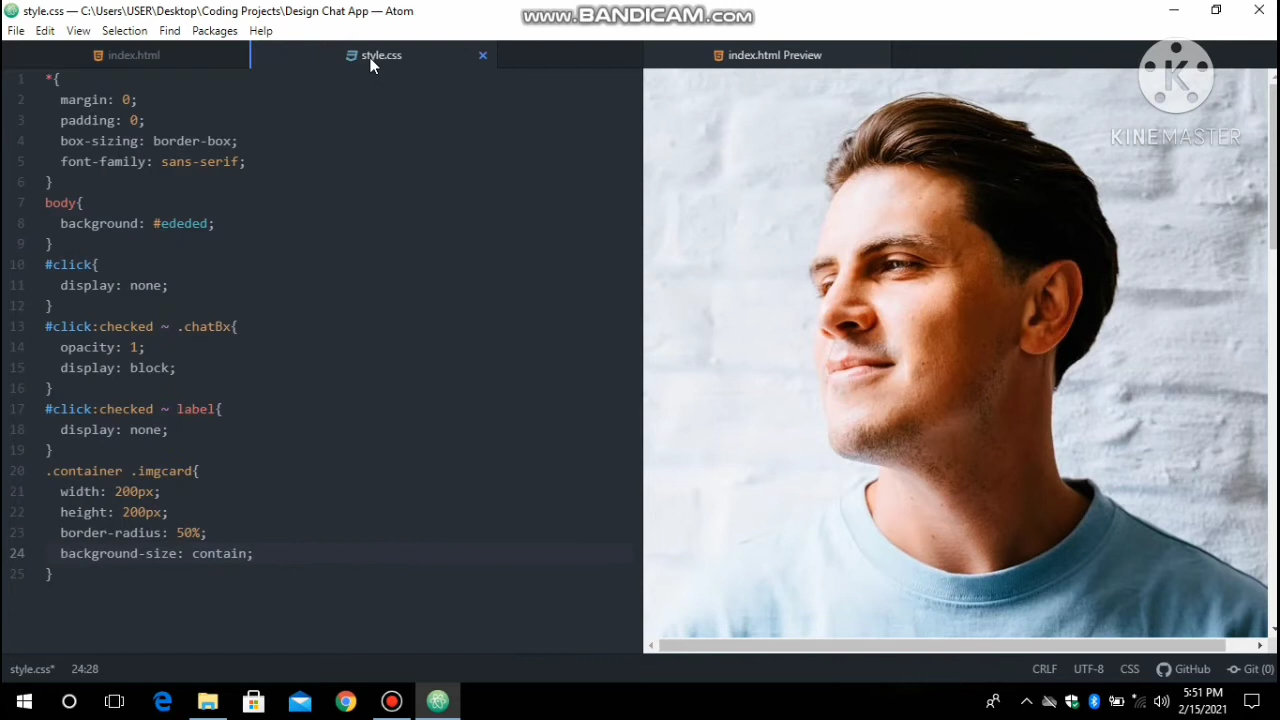 style.css — C:\Users\USER\Desktop\Coding Projects\Design Chat App — Atom
www.BANDICAM.com
File Edit View Selection Find Packages Help
index.html
style.css
index.html Preview
K
KINEMASTER
1 *{
2 margin: 0;
3 padding: 0;
4 box-sizing: border-box;
5 font-family: sans-serif;
6 }
7 body{
8 background: #ededed;
9 }
10 #click{
11 display: none;
12 }
13 #click:checked ~ .chatBx{
14 opacity: 1;
15 display: block;
16 }
17 #click:checked ~ label{
18 display: none;
19 }
20 .container .imgcard{
21 width: 200px;
22 height: 200px;
23 border-radius: 50%;
24 background-size: contain;
25 }
style.css* 24:28 CRLF UTF-8 CSS GitHub Git (0)
5:51 PM
2/15/2021